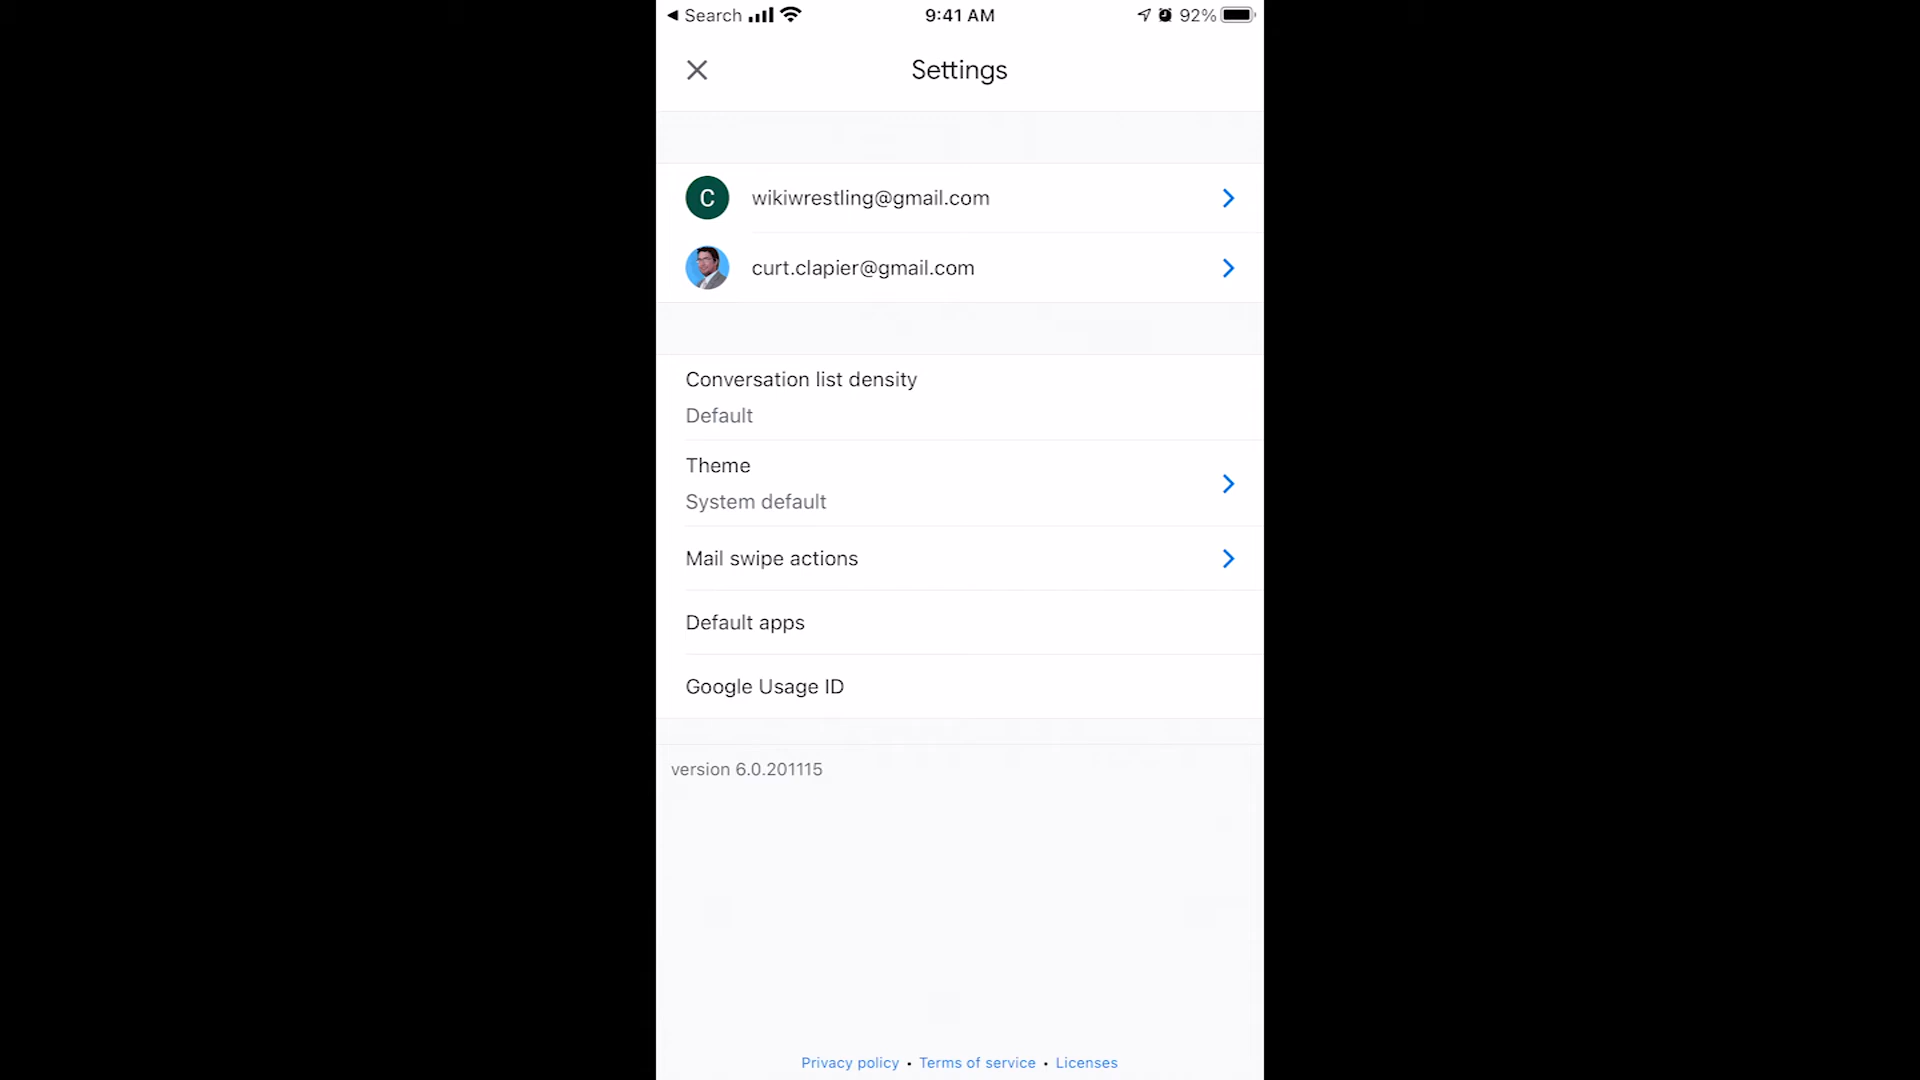 Search 9:41 AM 92%
Settings
C wikiwrestling@gmail.com
curt.clapier@gmail.com
Conversation list density
Default
Theme
System default
Mail swipe actions
Default apps
Google Usage ID
version 6.0.201115
Privacy policy • Terms of service • Licenses